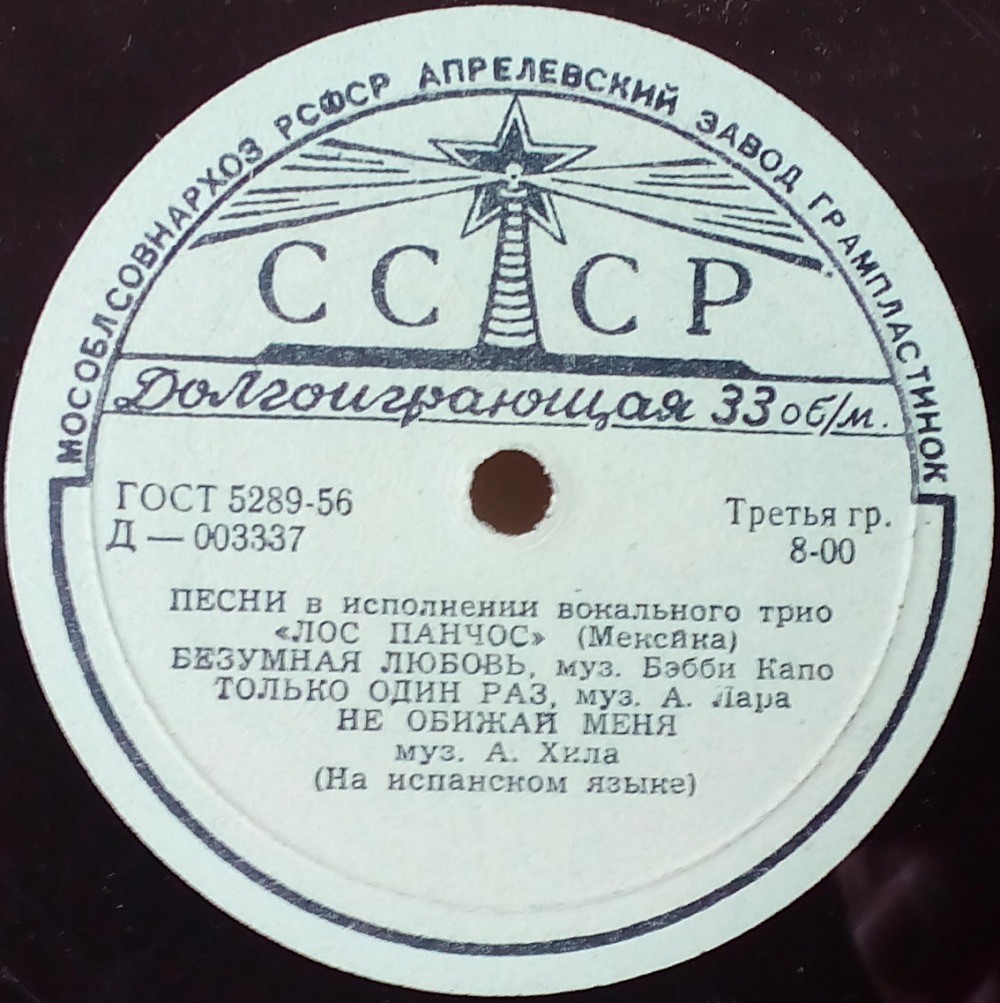 МОСОБЛСОВНАРХОЗ РСФСР АПРЕЛЕВСКИЙ ЗАВОД ГРАМПЛАСТИНОК
СССР
Долгоиграющая 33 об/м.
ГОСТ 5289-56
Д — 003337
Третья гр.
8-00
ПЕСНИ в исполнении вокального трио
«ЛОС ПАНЧОС» (Мексика)
БЕЗУМНАЯ ЛЮБОВЬ, муз. Бэбби Капо
ТОЛЬКО ОДИН РАЗ, муз. А. Лара
НЕ ОБИЖАЙ МЕНЯ
муз. А. Хила
(На испанском языке)